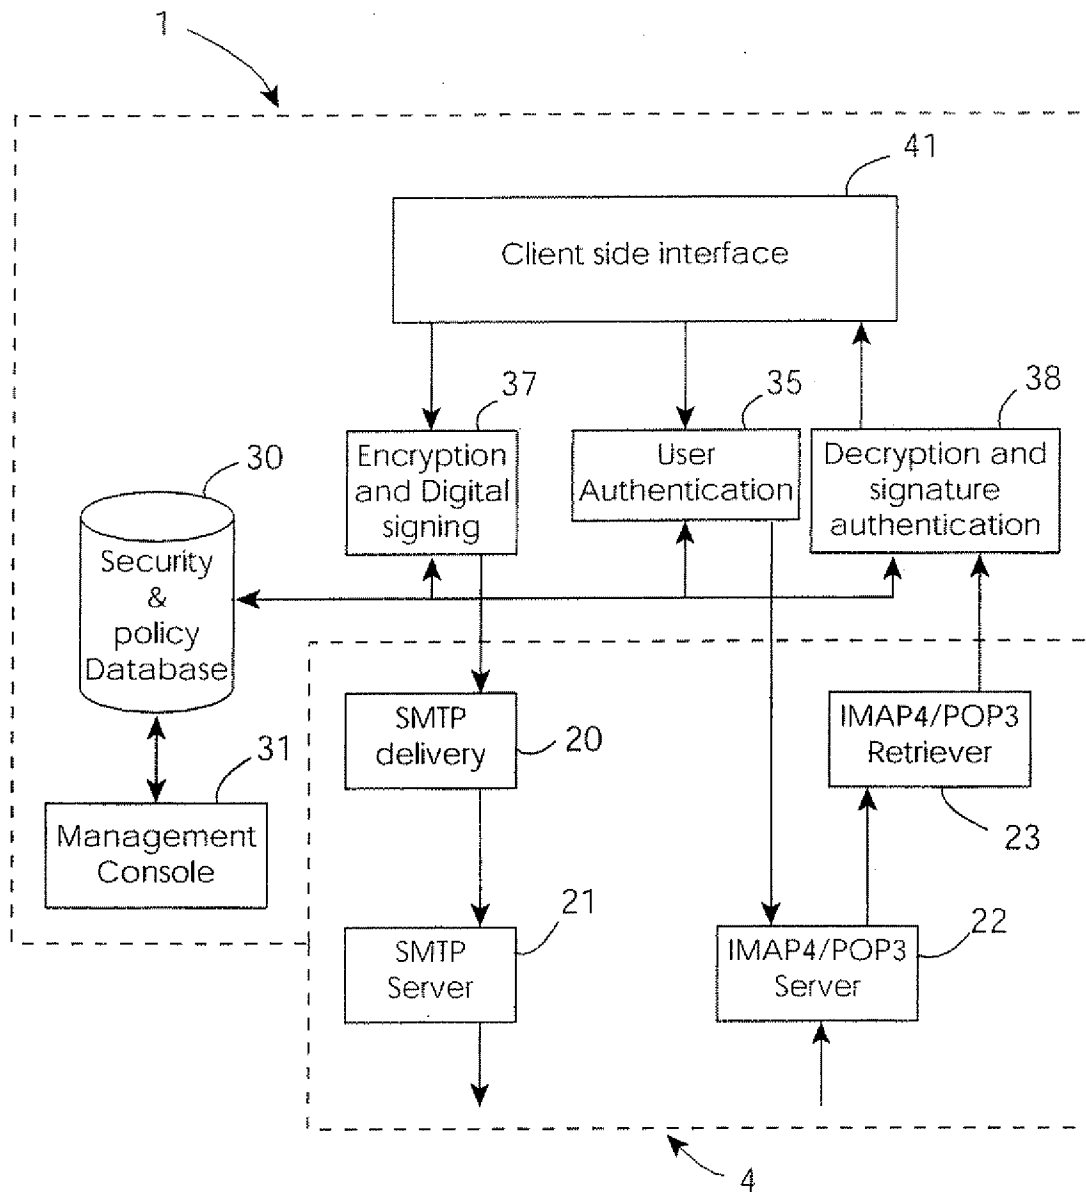 1
41
Client side interface
37
35
38
Encryption
and Digital
signing
User
Authentication
Decryption and
signature
authentication
30
Security
&
policy
Database
SMTP
delivery
20
IMAP4/POP3
Retriever
23
31
Management
Console
21
SMTP
Server
IMAP4/POP3
Server
22
4